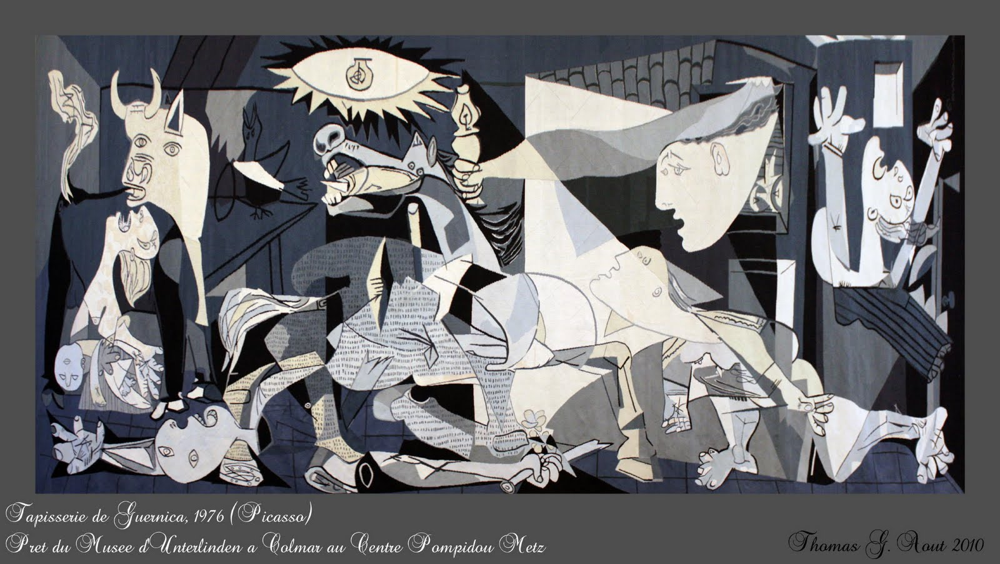 Tapisserie de Guernica, 1976 (Picasso)
Pret du Musee d'Unterlinden a Colmar au Centre Pompidou Metz
Thomas G. Aout 2010